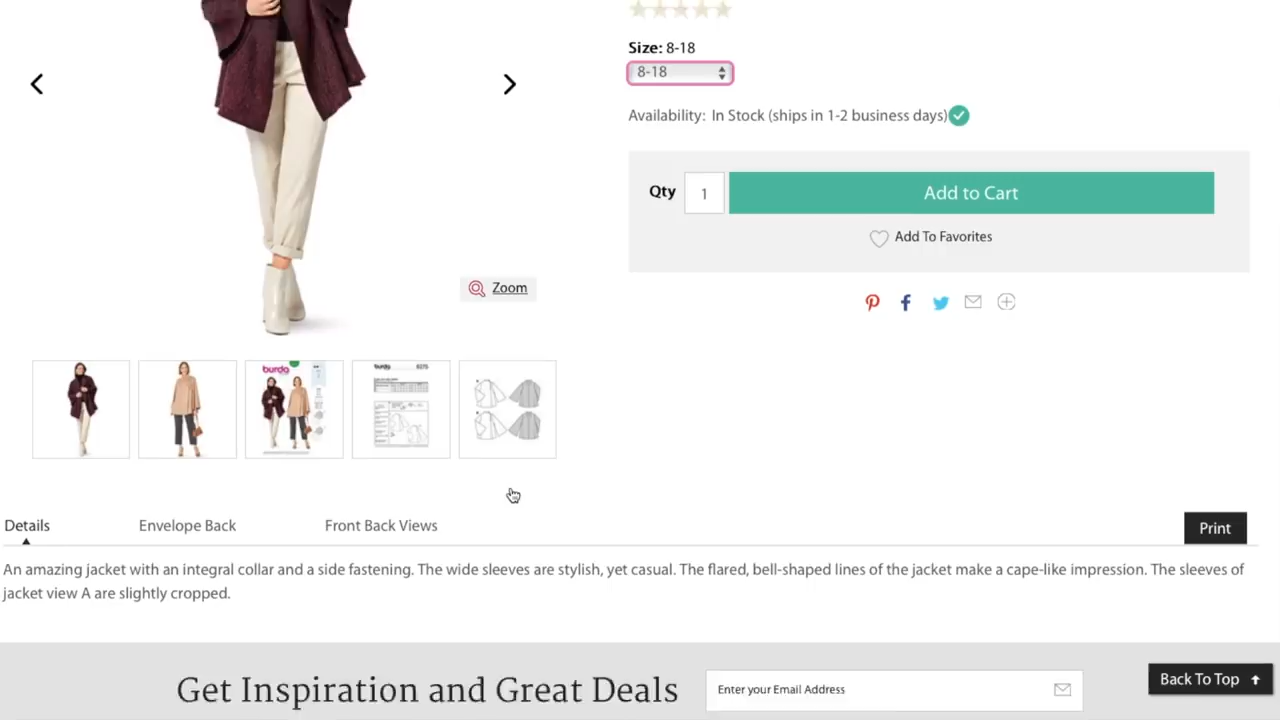 Size: 8-18
8-18
Availability: In Stock (ships in 1-2 business days)
Qty 1 Add to Cart
Add To Favorites
Zoom
burda
burda
Details Envelope Back Front Back Views Print
An amazing jacket with an integral collar and a side fastening. The wide sleeves are stylish, yet casual. The flared, bell-shaped lines of the jacket make a cape-like impression. The sleeves of
jacket view A are slightly cropped.
Get Inspiration and Great Deals Enter your Email Address
Back To Top